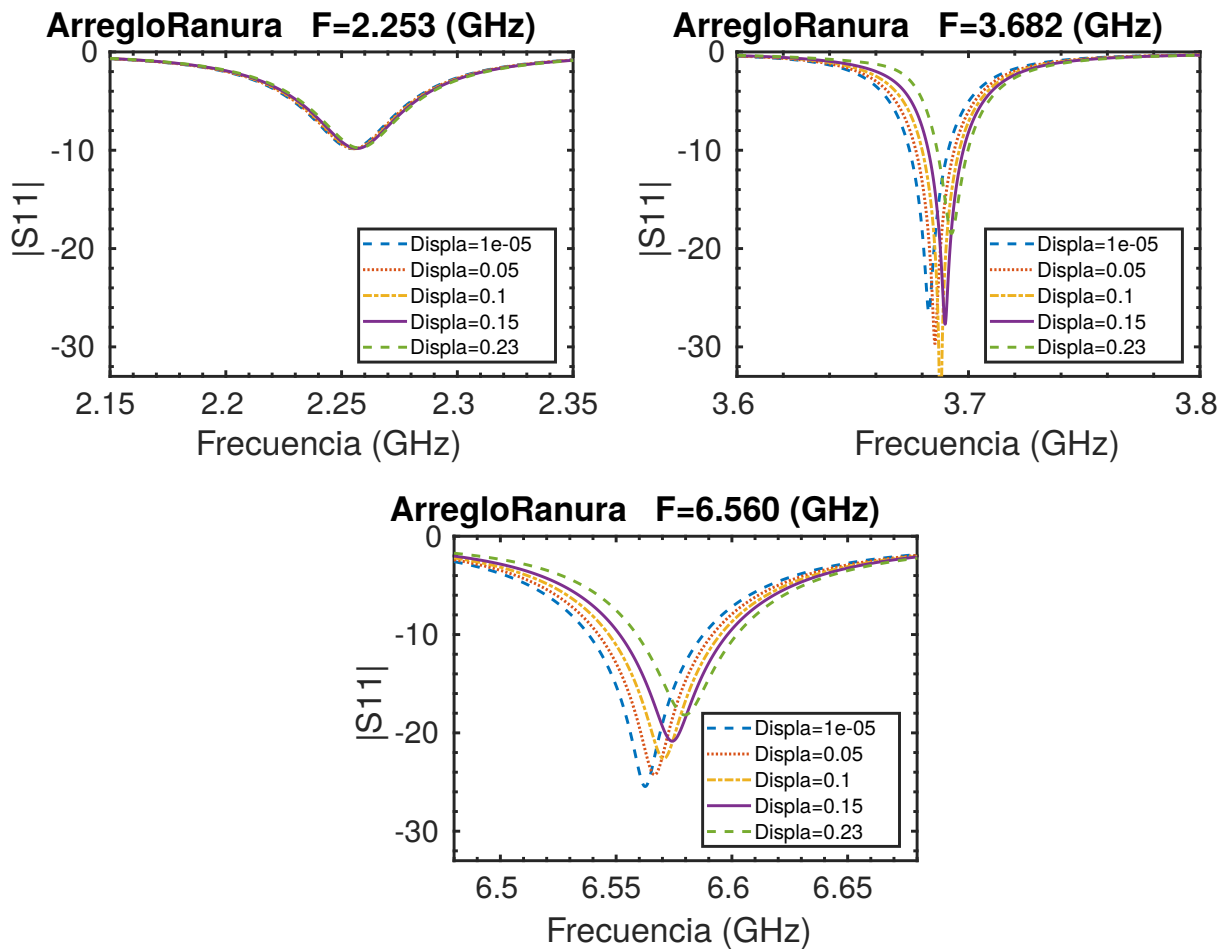 ArregloRanura F=2.253 (GHz)
0
-10
-20
-30
|S11|
Displa=1e-05
Displa=0.05
Displa=0.1
Displa=0.15
Displa=0.23
2.15 2.2 2.25 2.3 2.35
Frecuencia (GHz)
ArregloRanura F=3.682 (GHz)
0
-10
-20
-30
|S11|
Displa=1e-05
Displa=0.05
Displa=0.1
Displa=0.15
Displa=0.23
3.6 3.7 3.8
Frecuencia (GHz)
ArregloRanura F=6.560 (GHz)
0
-10
-20
-30
|S11|
Displa=1e-05
Displa=0.05
Displa=0.1
Displa=0.15
Displa=0.23
6.5 6.55 6.6 6.65
Frecuencia (GHz)